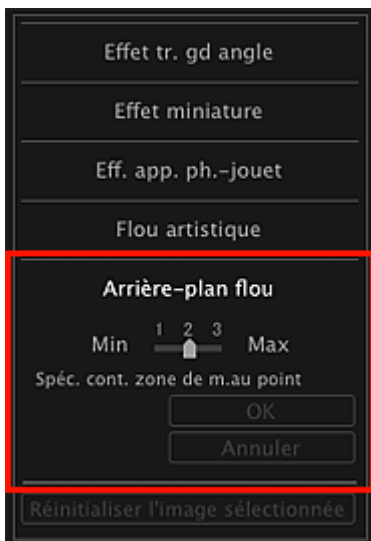 Effet tr. gd angle
Effet miniature
Eff. app. ph.-jouet
Flou artistique
Arrière-plan flou
1 2 3
Min Max
Spéc. cont. zone de m.au point
OK
Annuler
Réinitialiser l'image sélectionnée